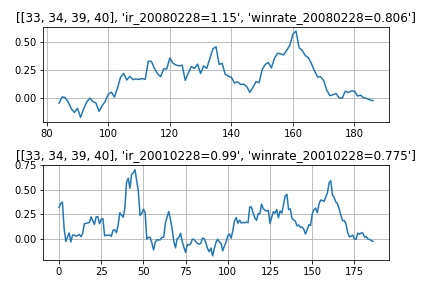 [[33, 34, 39, 40], 'ir_20080228=1.15', 'winrate_20080228=0.806']
0.50
0.25
0.00
80 100 120 140 160 180
[[33, 34, 39, 40], 'ir_20010228=0.99', 'winrate_20010228=0.775']
0.75
0.50
0.25
0.00
0 25 50 75 100 125 150 175